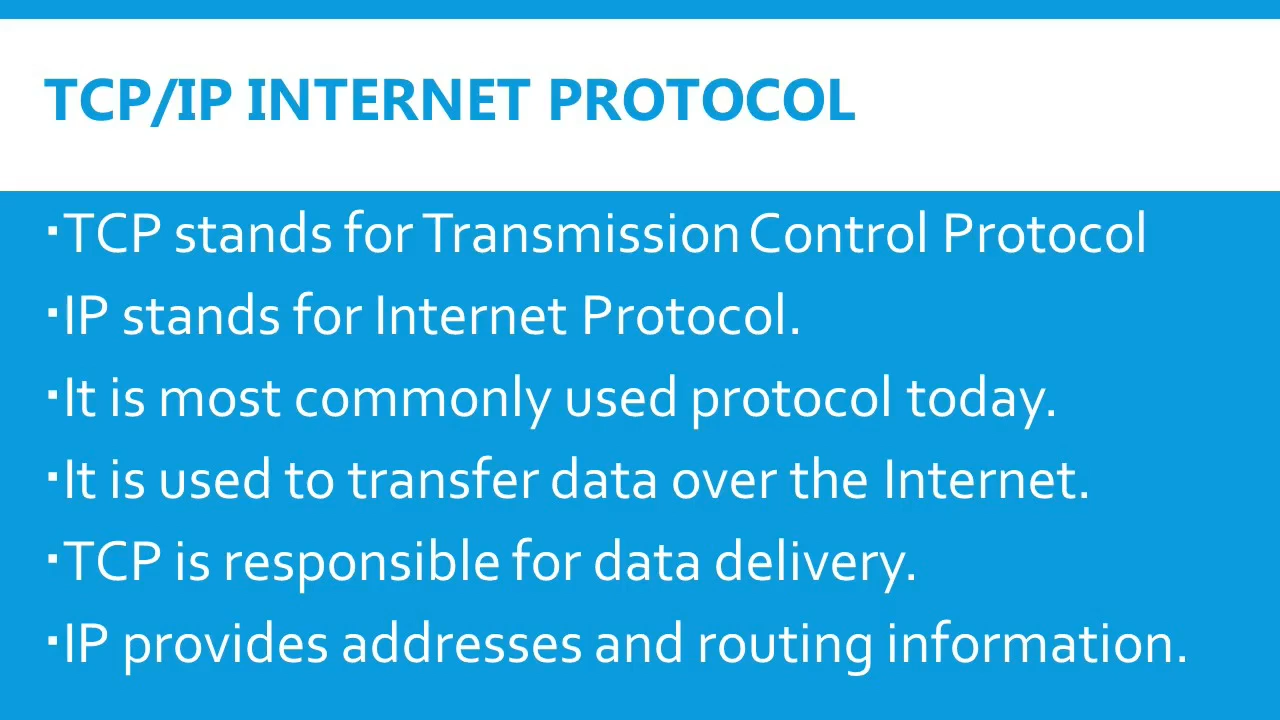 TCP/IP INTERNET PROTOCOL
▪TCP stands for Transmission Control Protocol
▪IP stands for Internet Protocol.
▪It is most commonly used protocol today.
▪It is used to transfer data over the Internet.
▪TCP is responsible for data delivery.
▪IP provides addresses and routing information.